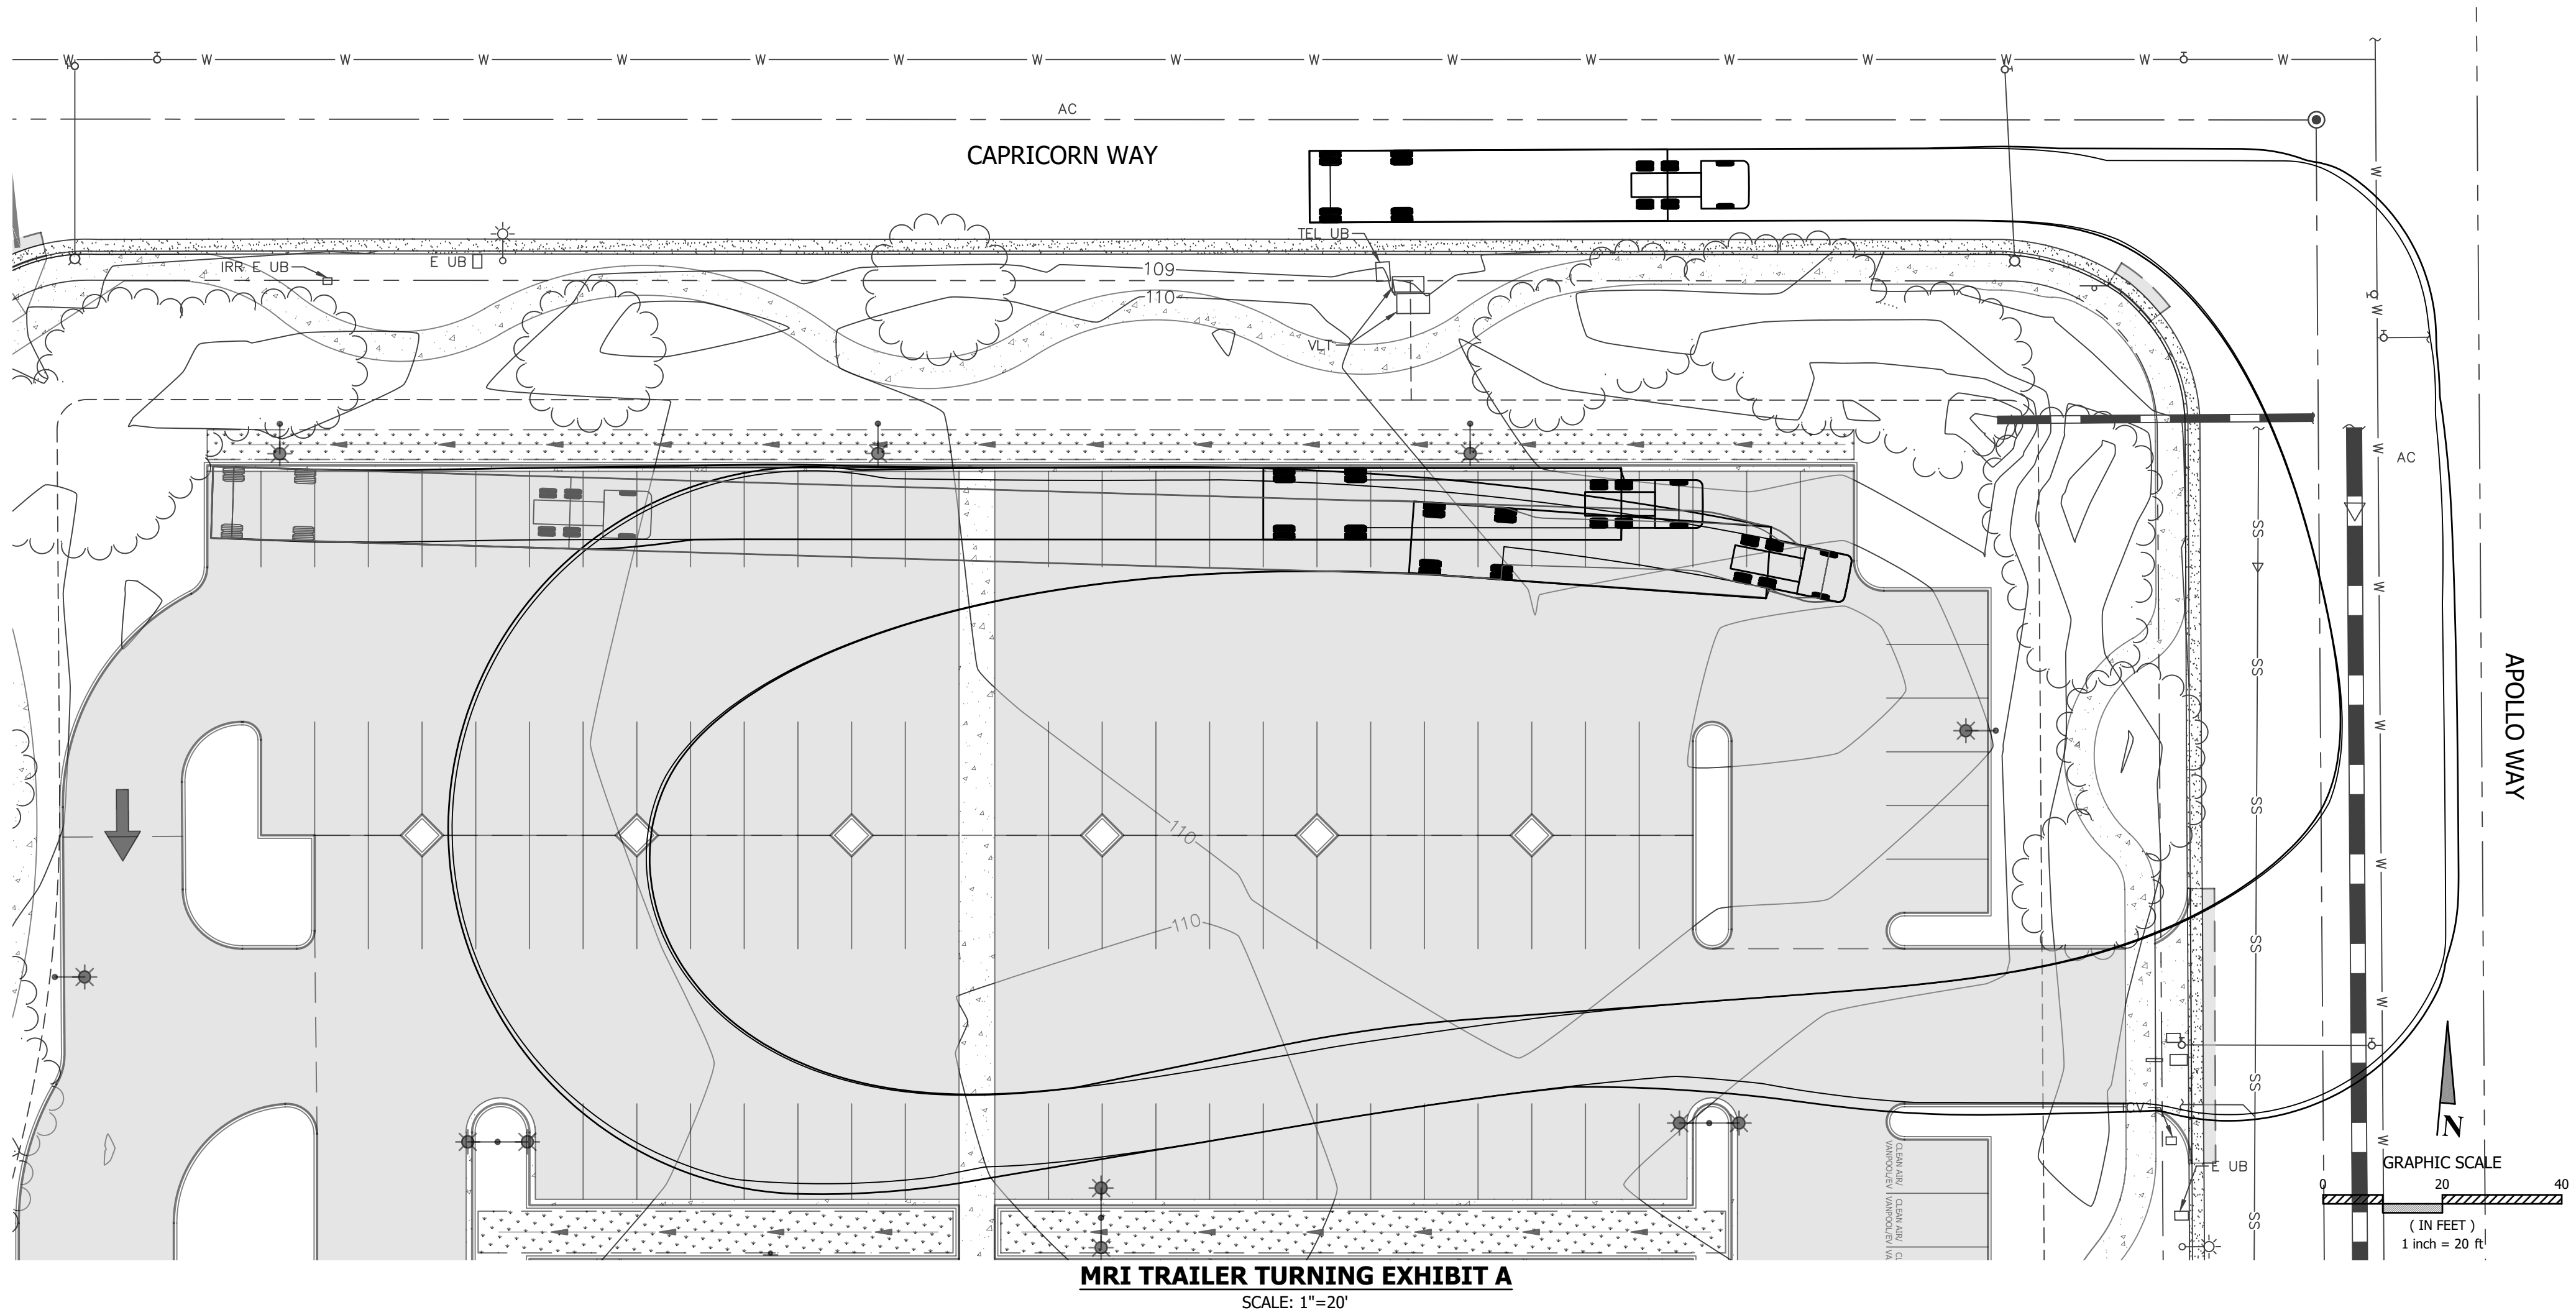 W W W W W W W W W W W W W W W W W
AC
CAPRICORN WAY
W
TEL UB
IRR E UB
E UB
109
110
W
VLT
W
AC
SS
W
SS
APOLLO WAY
W
110
SS
W
110
SS
W
SS
CV
W
N
CLEAN AIR/
VANPOOL/EV
CLEAN AIR/
VANPOOL/EV
E UB
GRAPHIC SCALE
0 20 40
SS
( IN FEET )
1 inch = 20 ft
MRI TRAILER TURNING EXHIBIT A
SCALE: 1"=20'